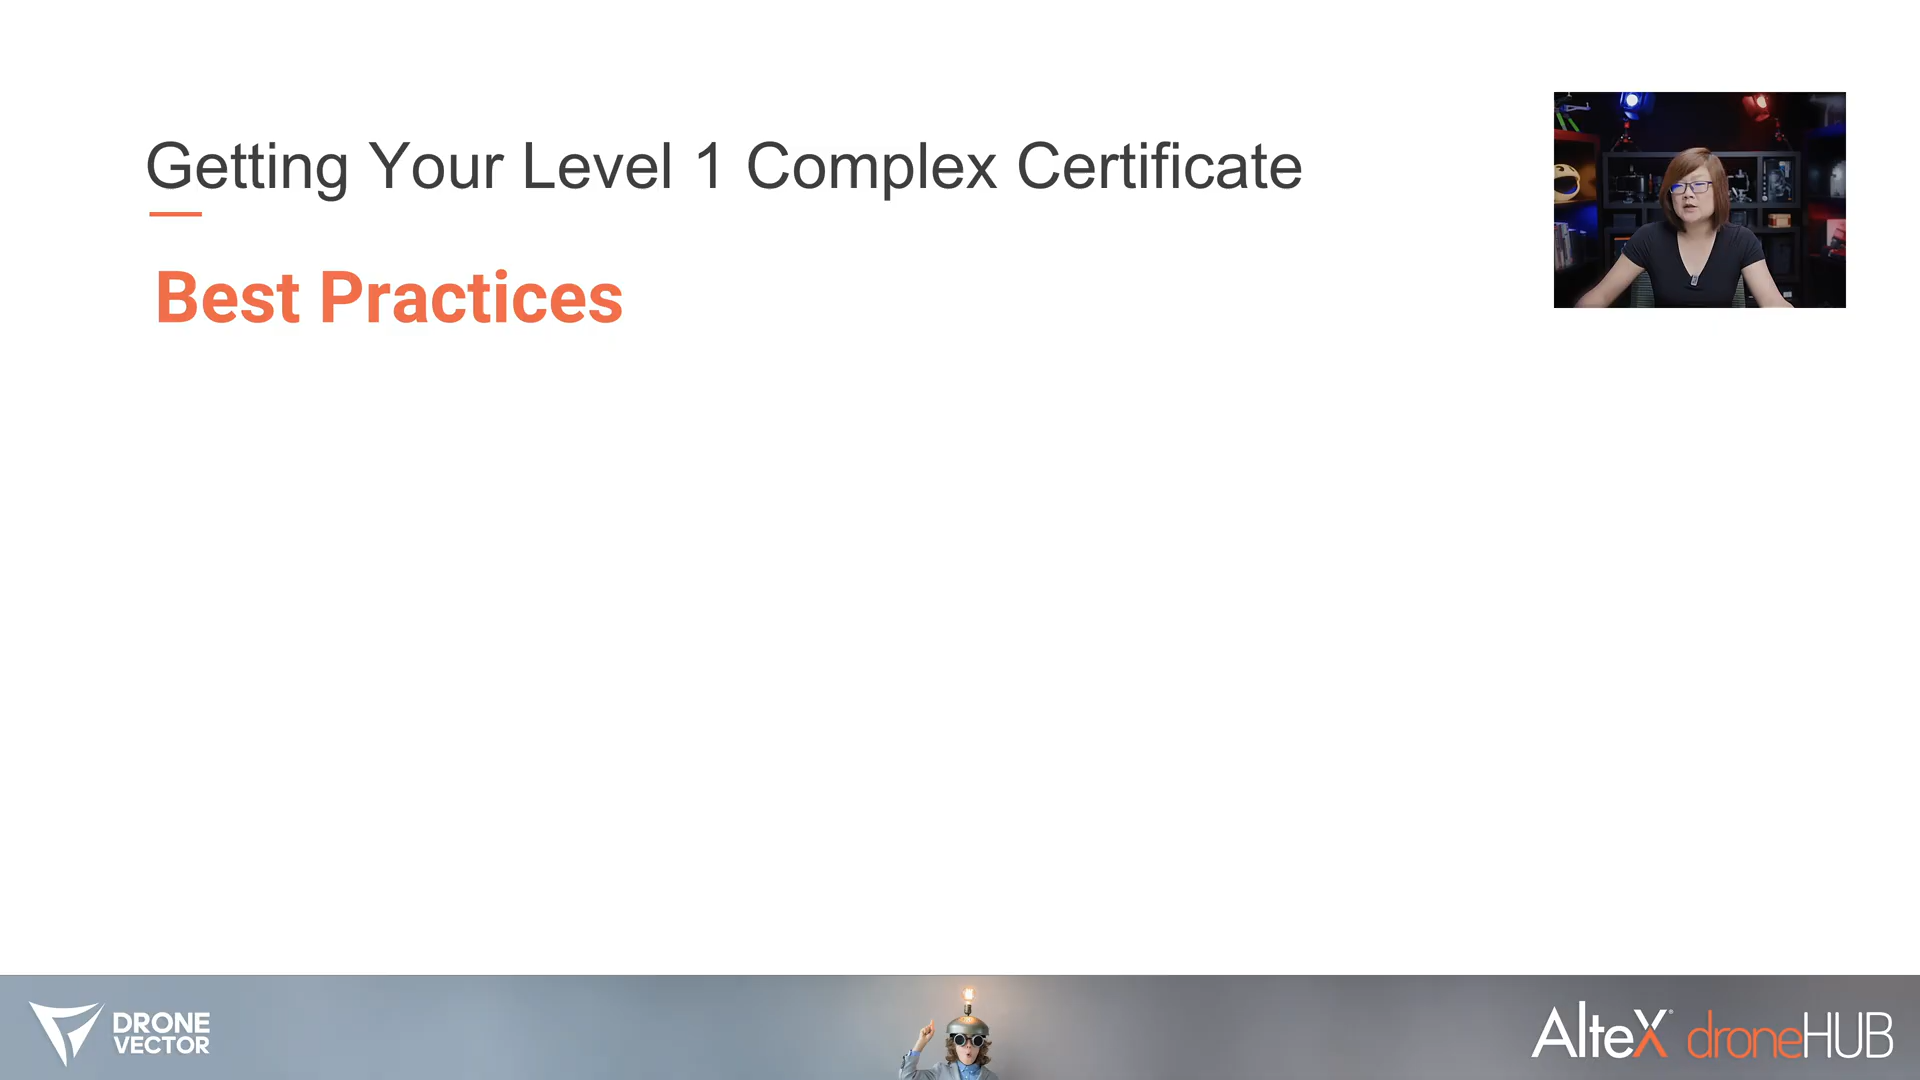 Getting Your Level 1 Complex Certificate
Best Practices
DRONE
VECTOR
AlteX droneHUB